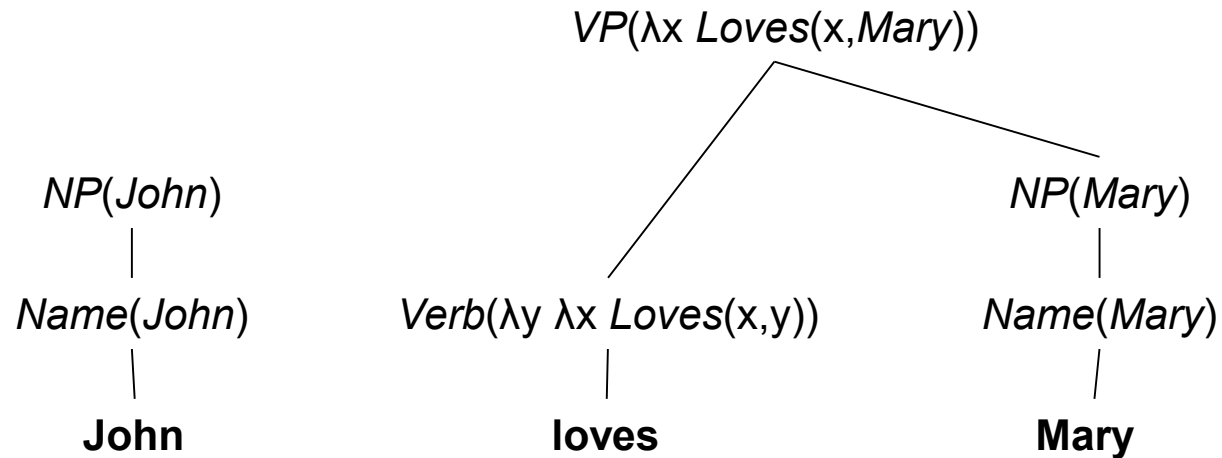 VP(λx Loves(x,Mary))
NP(John) NP(Mary)
Name(John) Verb(λy λx Loves(x,y)) Name(Mary)
John loves Mary